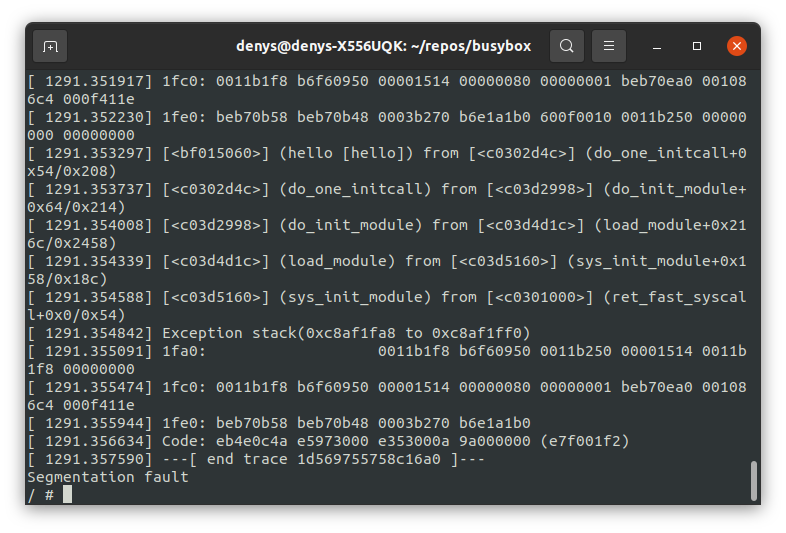 denys@denys-X556UQK: ~/repos/busybox
[ 1291.351917] 1fc0: 0011b1f8 b6f60950 00001514 00000080 00000001 beb70ea0 00108
6c4 000f411e
[ 1291.352230] 1fe0: beb70b58 beb70b48 0003b270 b6e1a1b0 600f0010 0011b250 00000
000 00000000
[ 1291.353297] [<bf015060>] (hello [hello]) from [<c0302d4c>] (do_one_initcall+0
x54/0x208)
[ 1291.353737] [<c0302d4c>] (do_one_initcall) from [<c03d2998>] (do_init_module+
0x64/0x214)
[ 1291.354008] [<c03d2998>] (do_init_module) from [<c03d4d1c>] (load_module+0x21
6c/0x2458)
[ 1291.354339] [<c03d4d1c>] (load_module) from [<c03d5160>] (sys_init_module+0x1
58/0x18c)
[ 1291.354588] [<c03d5160>] (sys_init_module) from [<c0301000>] (ret_fast_syscal
l+0x0/0x54)
[ 1291.354842] Exception stack(0xc8af1fa8 to 0xc8af1ff0)
[ 1291.355091] 1fa0:                   0011b1f8 b6f60950 0011b250 00001514 0011b
1f8 00000000
[ 1291.355474] 1fc0: 0011b1f8 b6f60950 00001514 00000080 00000001 beb70ea0 00108
6c4 000f411e
[ 1291.355944] 1fe0: beb70b58 beb70b48 0003b270 b6e1a1b0
[ 1291.356634] Code: eb4e0c4a e5973000 e353000a 9a000000 (e7f001f2)
[ 1291.357590] ---[ end trace 1d569755758c16a0 ]---
Segmentation fault
/ #